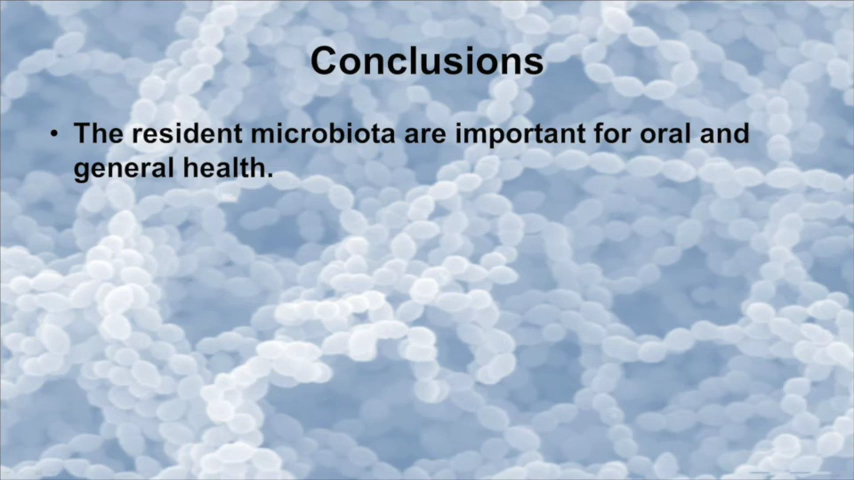 Conclusions
• The resident microbiota are important for oral and
general health.